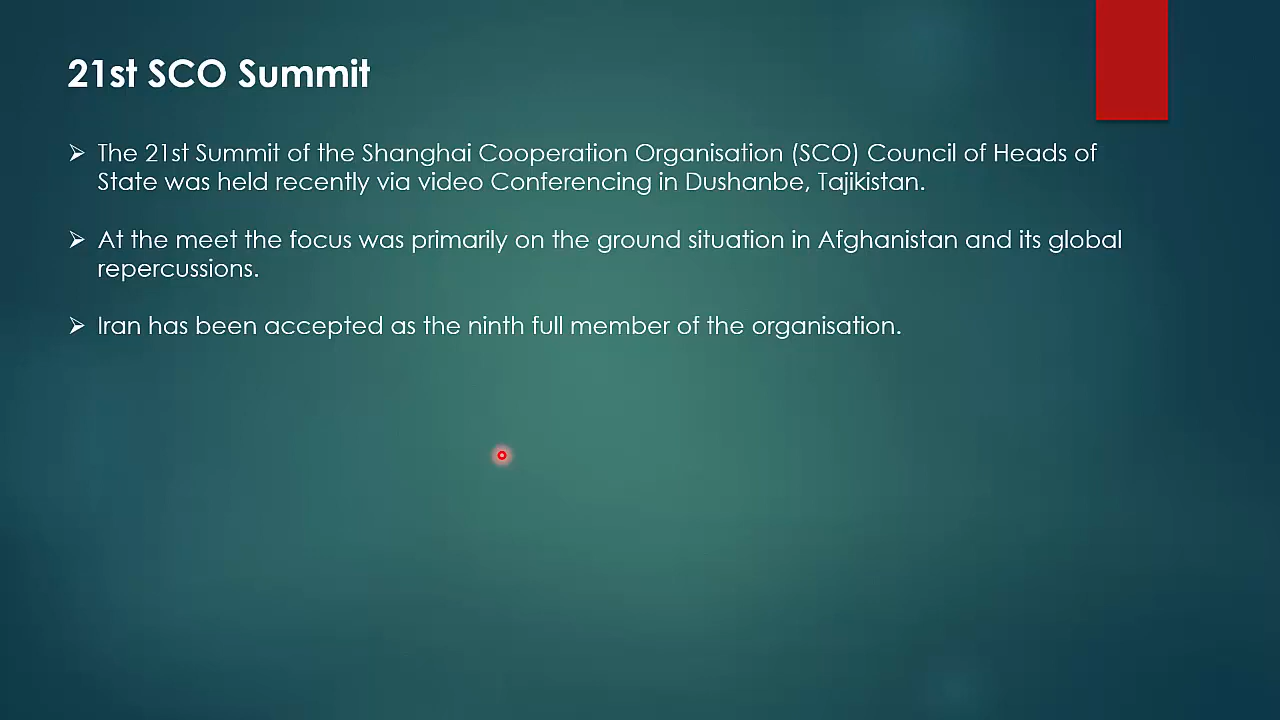 21st SCO Summit
➢ The 21st Summit of the Shanghai Cooperation Organisation (SCO) Council of Heads of
State was held recently via video Conferencing in Dushanbe, Tajikistan.
➢ At the meet the focus was primarily on the ground situation in Afghanistan and its global
repercussions.
➢ Iran has been accepted as the ninth full member of the organisation.